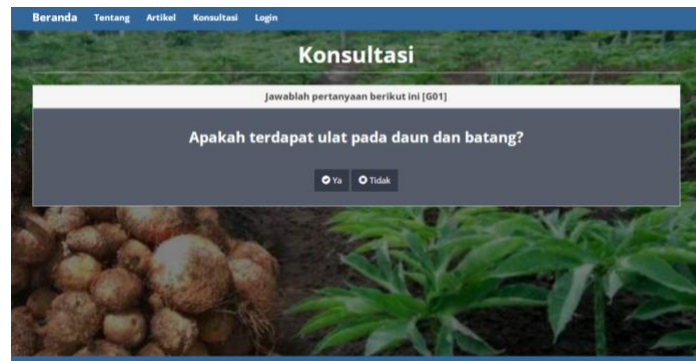 Beranda Tentang Artikel Konsultasi Login
Konsultasi
Jawablah pertanyaan berikut ini [G01]
Apakah terdapat ulat pada daun dan batang?
Ya Tidak